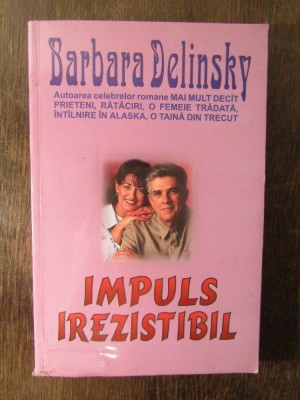 Barbara Delinsky
Autoarea celebrelor romane MAI MULT DECÎT
PRIETENI, RĂTĂCIRI, O FEMEIE TRĂDATĂ,
ÎNTÎLNIRE ÎN ALASKA, O TAINĂ DIN TRECUT
IMPULS
IREZISTIBIL